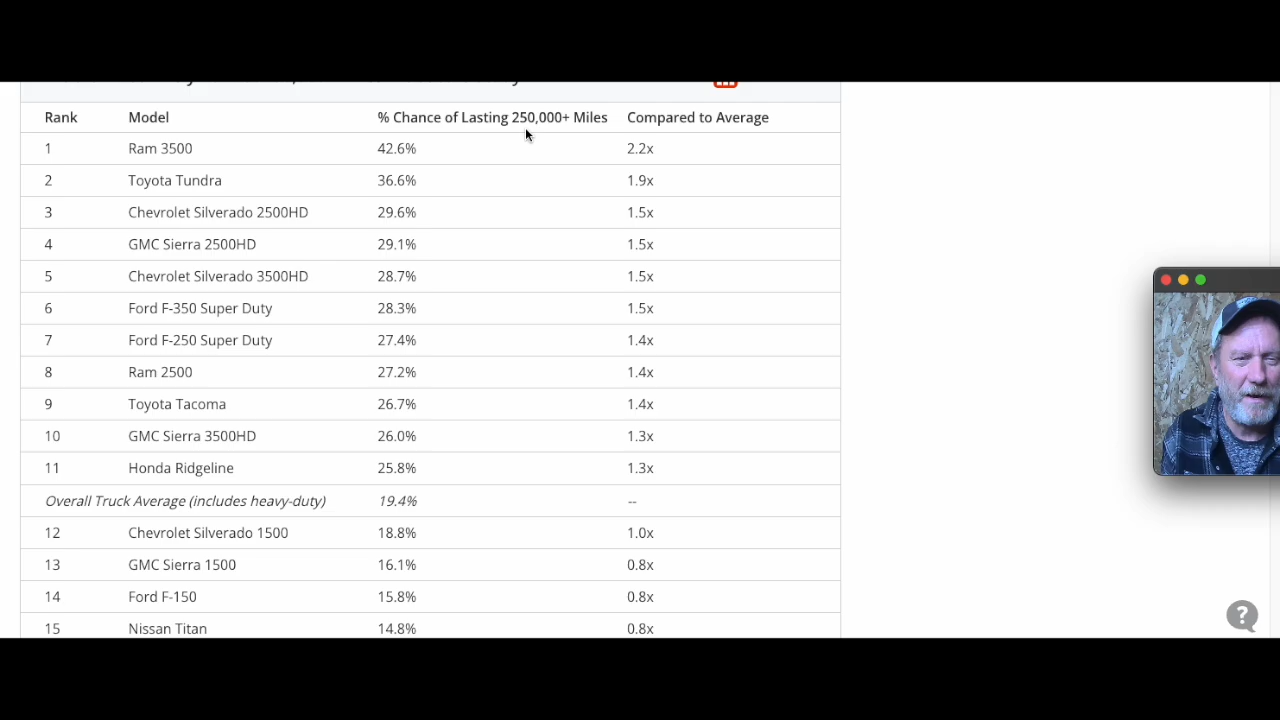 Rank Model % Chance of Lasting 250,000+ Miles Compared to Average
1 Ram 3500 42.6% 2.2x
2 Toyota Tundra 36.6% 1.9x
3 Chevrolet Silverado 2500HD 29.6% 1.5x
4 GMC Sierra 2500HD 29.1% 1.5x
5 Chevrolet Silverado 3500HD 28.7% 1.5x
6 Ford F-350 Super Duty 28.3% 1.5x
7 Ford F-250 Super Duty 27.4% 1.4x
8 Ram 2500 27.2% 1.4x
9 Toyota Tacoma 26.7% 1.4x
10 GMC Sierra 3500HD 26.0% 1.3x
11 Honda Ridgeline 25.8% 1.3x
Overall Truck Average (includes heavy-duty) 19.4% --
12 Chevrolet Silverado 1500 18.8% 1.0x
13 GMC Sierra 1500 16.1% 0.8x
14 Ford F-150 15.8% 0.8x
15 Nissan Titan 14.8% 0.8x
?